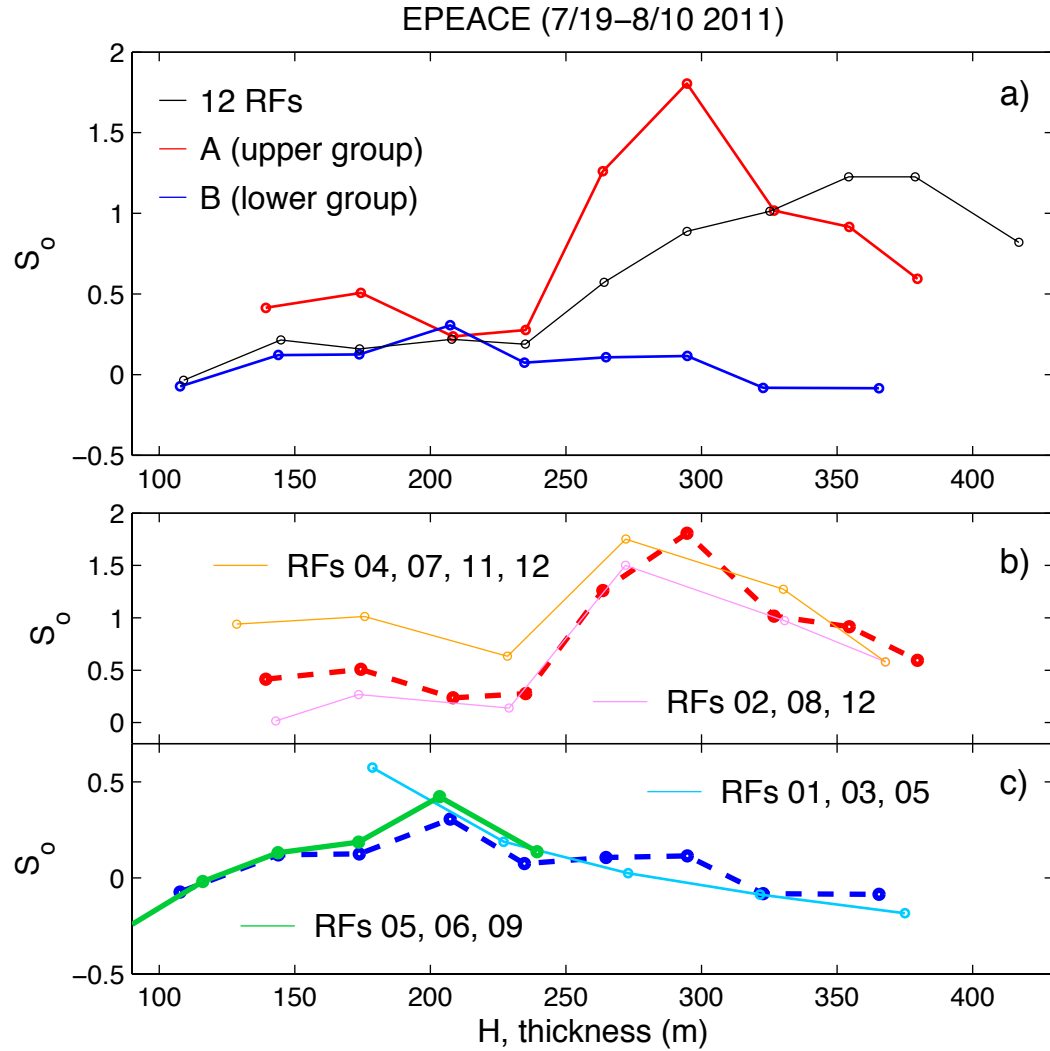 EPEACE (7/19−8/10 2011)
2
1.5
1
0.5
0
−0.5
S_o
12 RFs
A (upper group)
B (lower group)
a)
100 150 200 250 300 350 400
2
1.5
1
0.5
0
S_o
RFs 04, 07, 11, 12
b)
RFs 02, 08, 12
0.5
0
−0.5
S_o
c)
RFs 01, 03, 05
RFs 05, 06, 09
100 150 200 250 300 350 400
H, thickness (m)